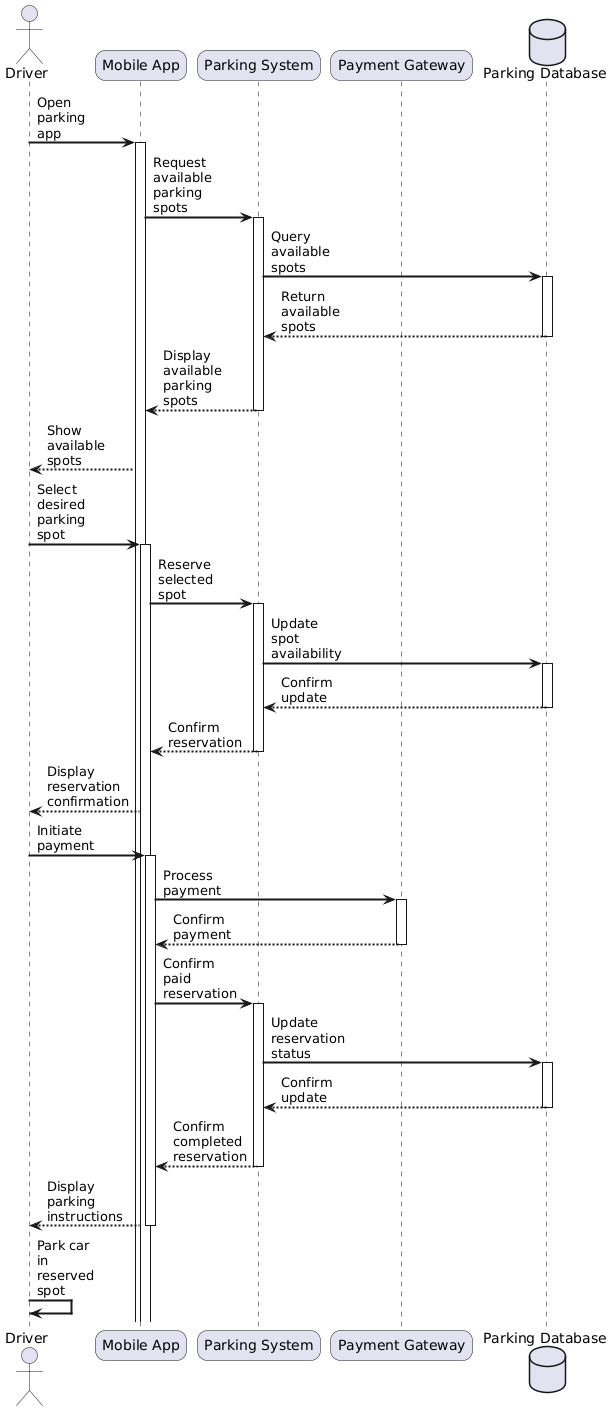 Driver
Mobile App
Parking System
Payment Gateway
Parking Database
Open
parking
app
Request
available
parking
spots
Query
available
spots
Return
available
spots
Display
available
parking
spots
Show
available
spots
Select
desired
parking
spot
Reserve
selected
spot
Update
spot
availability
Confirm
update
Confirm
reservation
Display
reservation
confirmation
Initiate
payment
Process
payment
Confirm
payment
Confirm
paid
reservation
Update
reservation
status
Confirm
update
Confirm
completed
reservation
Display
parking
instructions
Park car
in
reserved
spot
Driver
Mobile App
Parking System
Payment Gateway
Parking Database